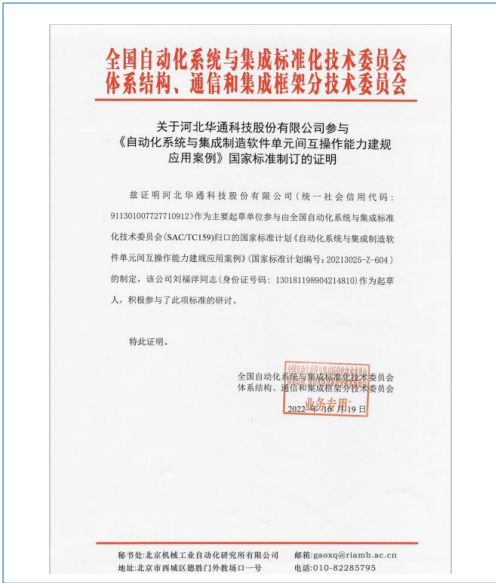 全国自动化系统与集成标准化技术委员会
体系结构、通信和集成框架分技术委员会
关于河北华通科技股份有限公司参与
《自动化系统与集成制造软件单元间互操作能力建规
应用案例》国家标准制订的证明
兹证明河北华通科技股份有限公司(统一社会信用代码:
911301007727710912)作为主要起草单位参与由全国自动化系统与集成标准
化技术委员会(SAC/TC159)归口的国家标准计划《自动化系统与集成制造软
件单元间互操作能力建规应用案例》(国家标准计划编号:20213025-Z-604)
的制定,该公司刘福洋同志(身份证号码: 130181198904214810)作为起草
人,积极参与了此项标准的研讨。
特此证明。
全国自动化系统与集成标准化技术委员会
体系结构、通信和集成框架分技术委员会
业务专用
2022 年 10 月 19 日
秘书处:北京机械工业自动化研究所有限公司 邮箱:gaoxq@riamb.ac.cn
地址:北京市西城区德胜门外教场口一号 电话:010-82285795